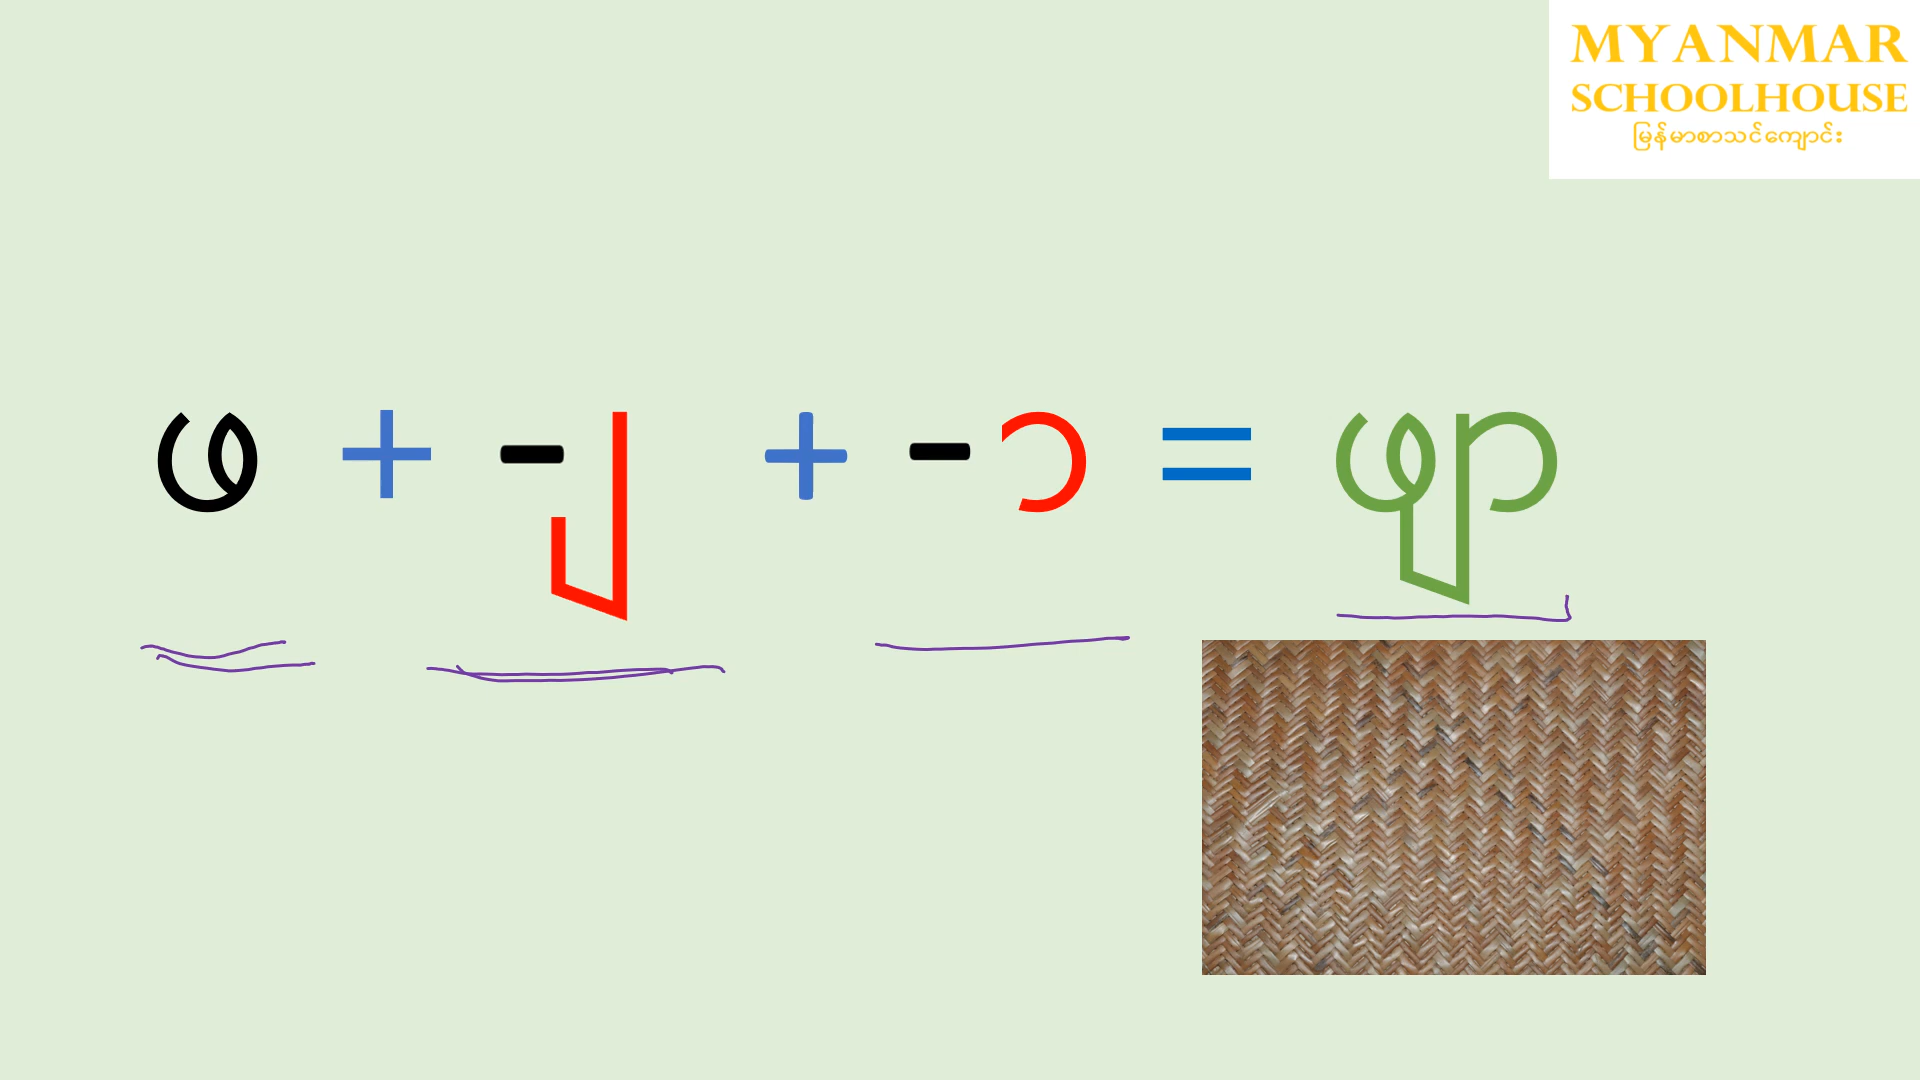 MYANMAR
SCHOOLHOUSE
မြန်မာစာသင်ကျောင်း
ဖ + -ျ + -ာ = ဖျာ